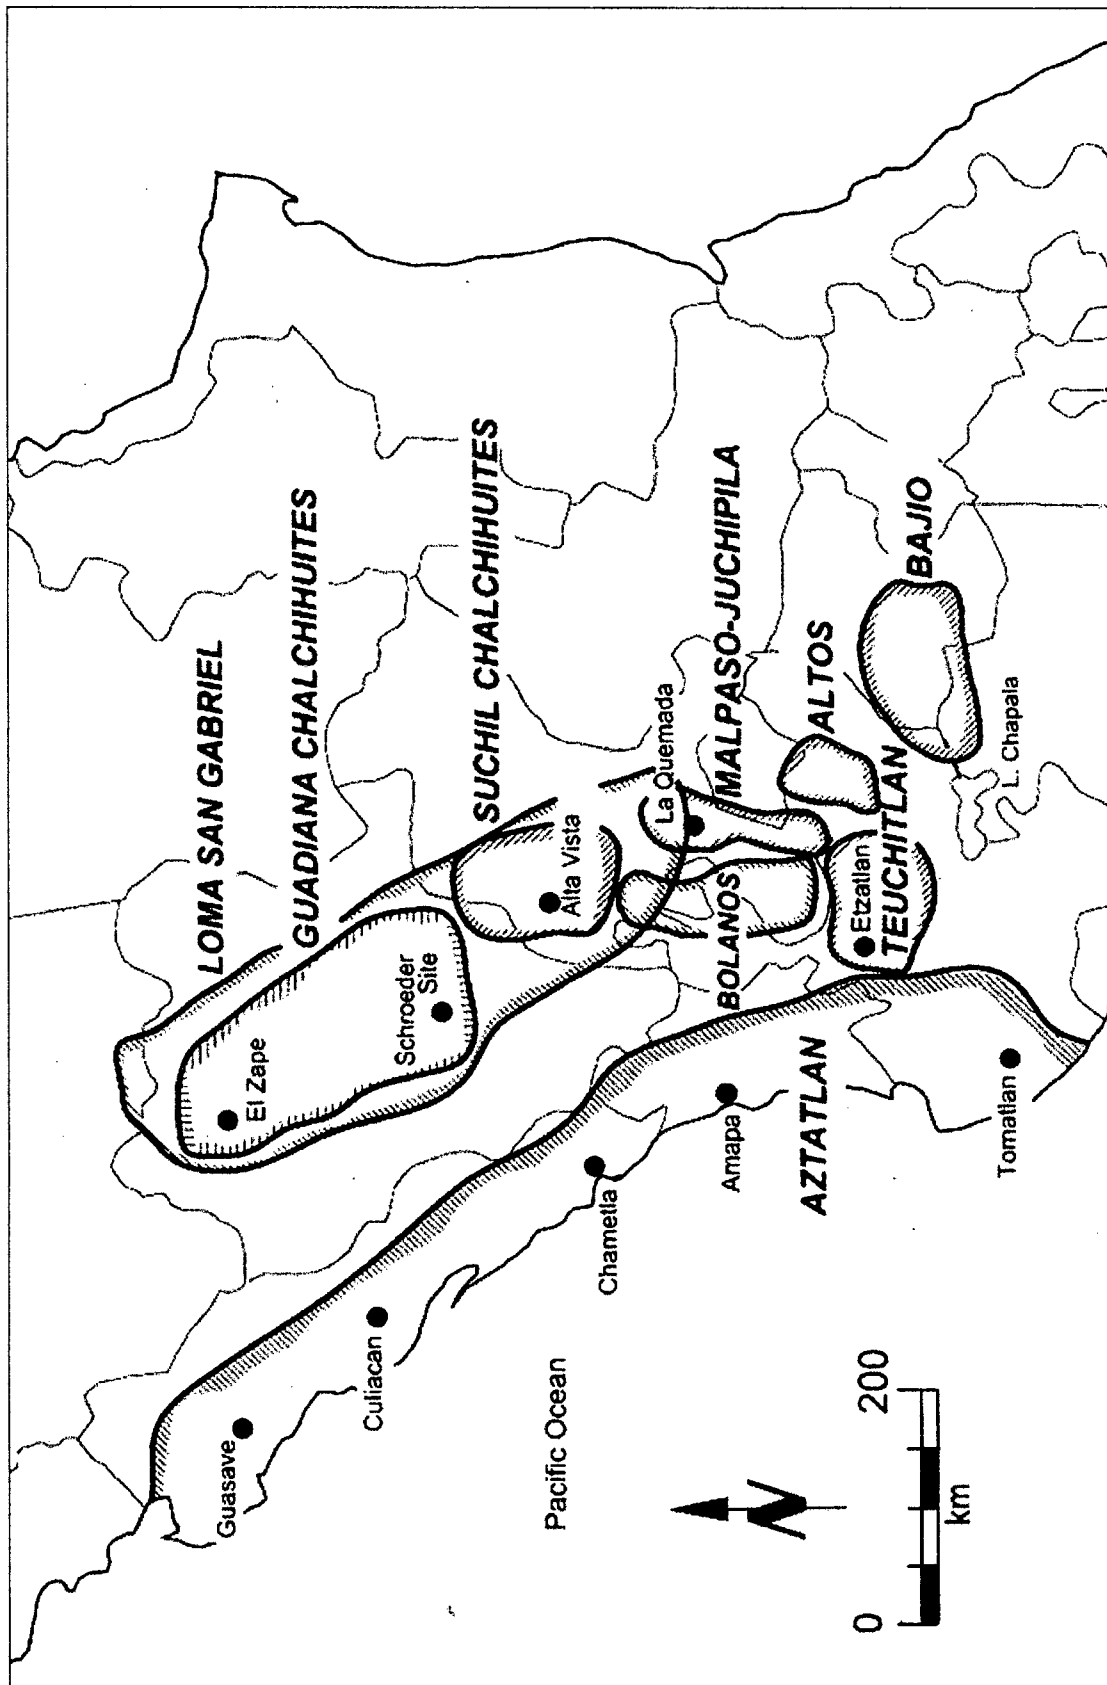 LOMA SAN GABRIEL
GUADIANA CHALCHIHUITES
SUCHIL CHALCHIHUITES
El Zape
Schroeder
Site
Alta Vista
La Quemada
MALPASO-JUCHIPILA
Guasave
Culiacan
Chametla
BOLANOS
ALTOS
Amapa
AZTATLAN
Etzatlan
TEUCHITLAN
BAJIO
Pacific Ocean
L. Chapala
Tomatlan
N
0
200
km